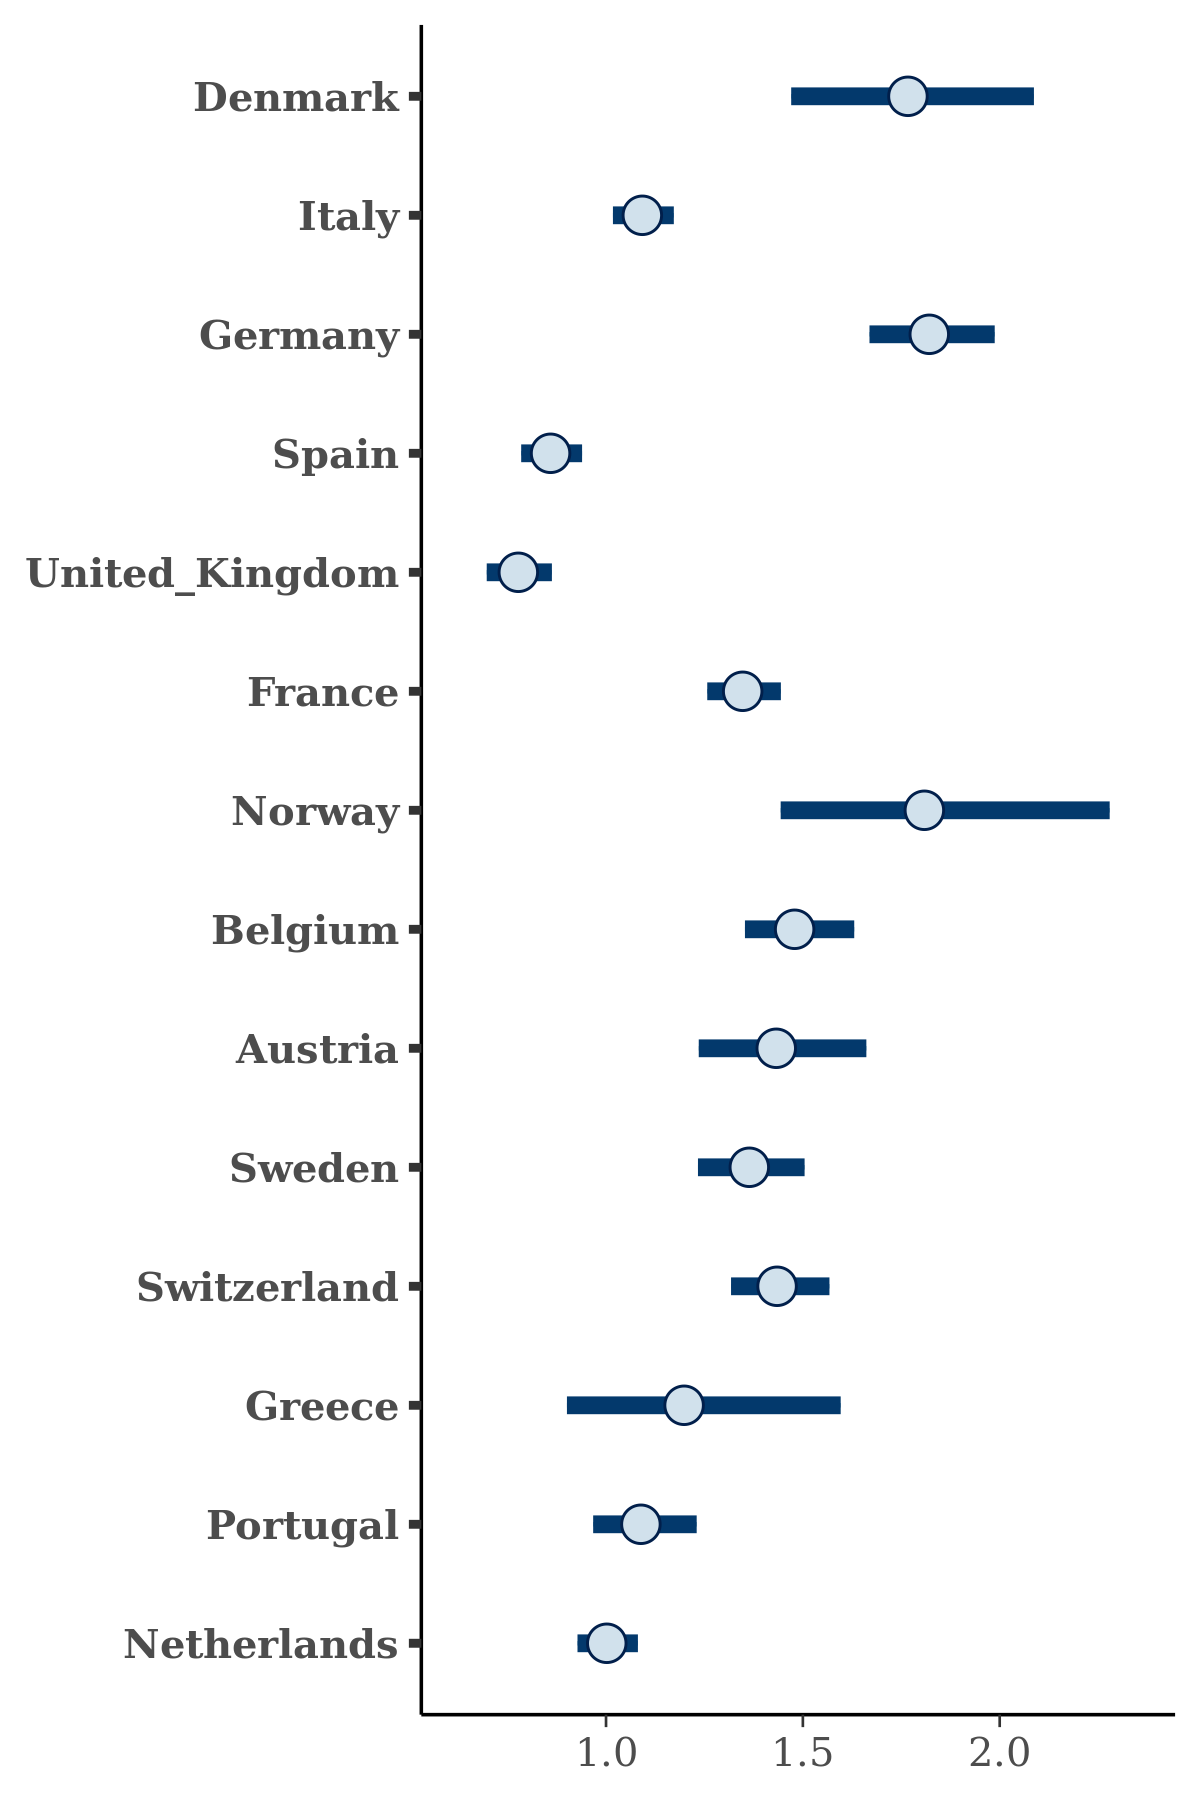 Denmark
Italy
Germany
Spain
United_Kingdom
France
Norway
Belgium
Austria
Sweden
Switzerland
Greece
Portugal
Netherlands
1.0 1.5 2.0